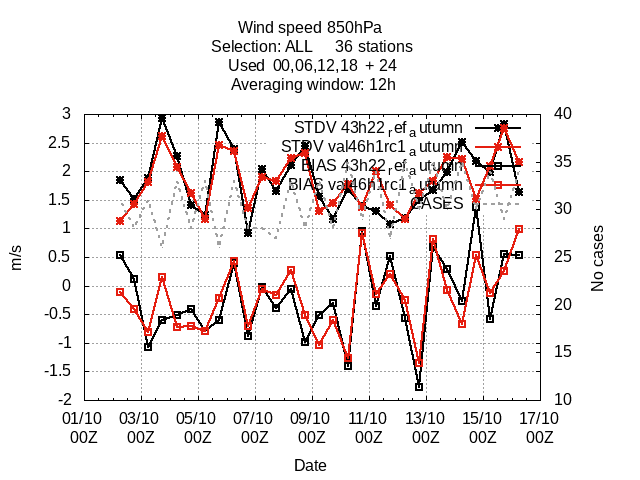 Wind speed 850hPa
Selection: ALL 36 stations
Used 00,06,12,18 + 24
Averaging window: 12h
STDV 43h22_ref_autumn
STDV val46h1rc1_autumn
BIAS 43h22_ref_autumn
BIAS val46h1rc1_autumn
CASES
3
2.5
2
1.5
1
0.5
0
-0.5
-1
-1.5
-2
m/s
40
35
30
25
20
15
10
No cases
01/10 03/10 05/10 07/10 09/10 11/10 13/10 15/10 17/10
00Z 00Z 00Z 00Z 00Z 00Z 00Z 00Z 00Z
Date